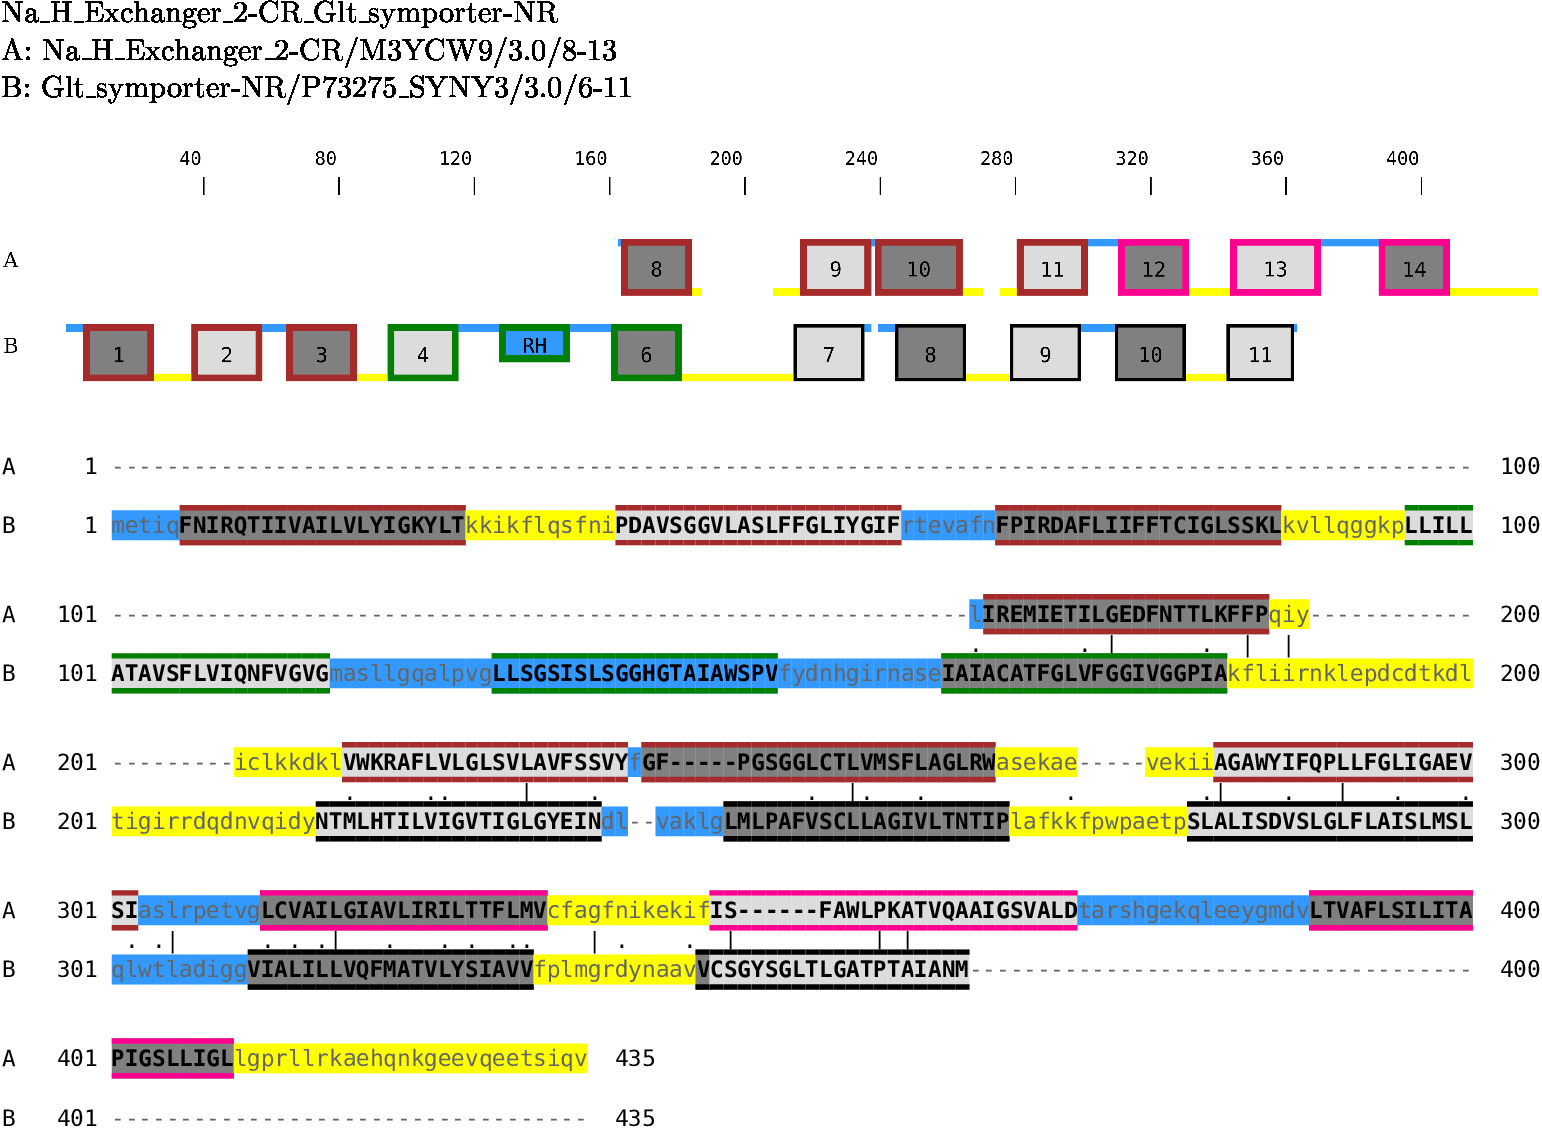 Na_H_Exchanger_2-CR_Glt_symporter-NR
A: Na_H_Exchanger_2-CR/M3YCW9/3.0/8-13
B: Glt_symporter-NR/P73275_SYNY3/3.0/6-11
40 80 120 160 200 240 280 320 360 400
A 8 9 10 11 12 13 14
B 1 2 3 4 RH 6 7 8 9 10 11
A 1 ---------------------------------------------------------------------------------------------------- 100
B 1 metiqFNIRQTIIVAILVLYIGKYLTkkikflqsfniPDAVSGGVLASLFFGLIYGIFrtevafnFPIRDAFLIIFFTCIGLSSKLkvllqggkpLLILL 100
A 101 ---------------------------------------------------------------lIREMIETILGEDFNTTLKFFPqiy------------ 200
B 101 ATAVSFLVIQNFVGVGmasllgqalpvgLLSGSISLSGGHGTAIAWSPVfydnhgirnaseIAIACATFGLVFGGIVGGPIAkfliirnklepdcdtkdl 200
A 201 ---------iclkkdklVWKRAFLVLGLSVLAVFSSVYfGF-----PGSGGLCTLVMSFLAGLRWasekae-----vekiiAGAWYIFQPLLFGLIGAEV 300
B 201 tigirrdqdnvqidyNTMLHTILVIGVTIGLGYEINdl--vaklgLMLPAFVSCLLAGIVLTNTIPlafkkfpwpaetpSLALISDVSLGLFLAISLMSL 300
A 301 SIaslrpetvgLCVAILGIAVLIRILTTFLMVcfagfnikekifIS------FAWLPKATVQAAIGSVALDtarshgekqleeygmdvLTVAFLSILITA 400
B 301 qlwtladiggVIALILLVQFMATVLYSIAVVfplmgrdynaavVCSGYSGLTLGATPTAIANM------------------------------------- 400
A 401 PIGSLLIGLlgprllrkaehqnkgeevqeetsiqv 435
B 401 ----------------------------------- 435